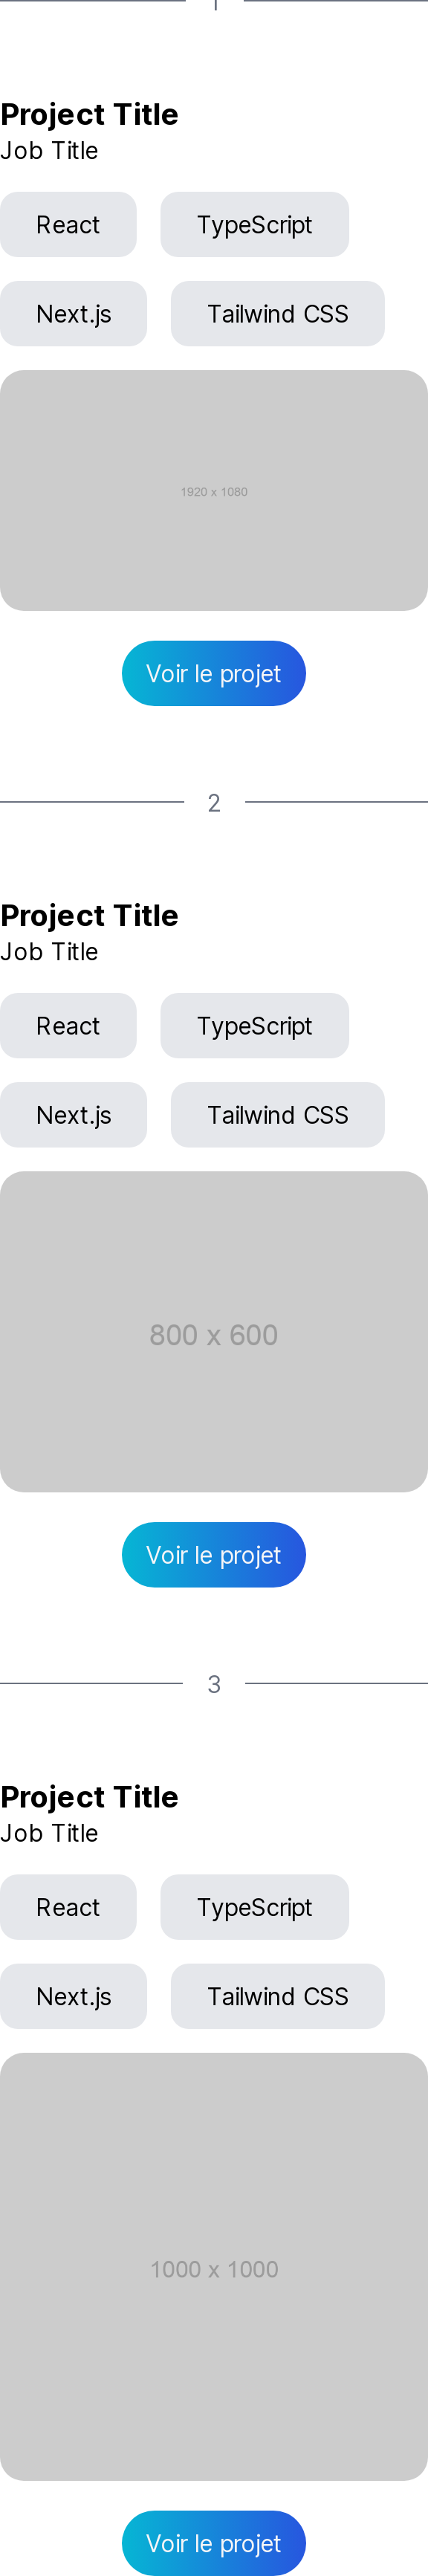 Project Title
Job Title
React TypeScript
Next.js Tailwind CSS
1920 x 1080
Voir le projet
2
Project Title
Job Title
React TypeScript
Next.js Tailwind CSS
800 x 600
Voir le projet
3
Project Title
Job Title
React TypeScript
Next.js Tailwind CSS
1000 x 1000
Voir le projet